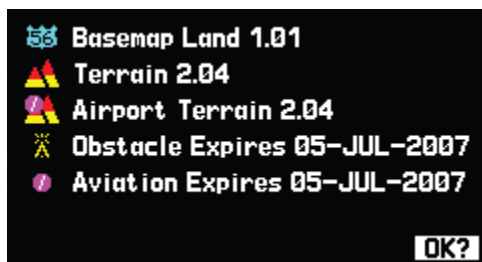 56 Basemap Land 1.01
Terrain 2.04
Airport Terrain 2.04
Obstacle Expires 05-JUL-2007
Aviation Expires 05-JUL-2007
OK?